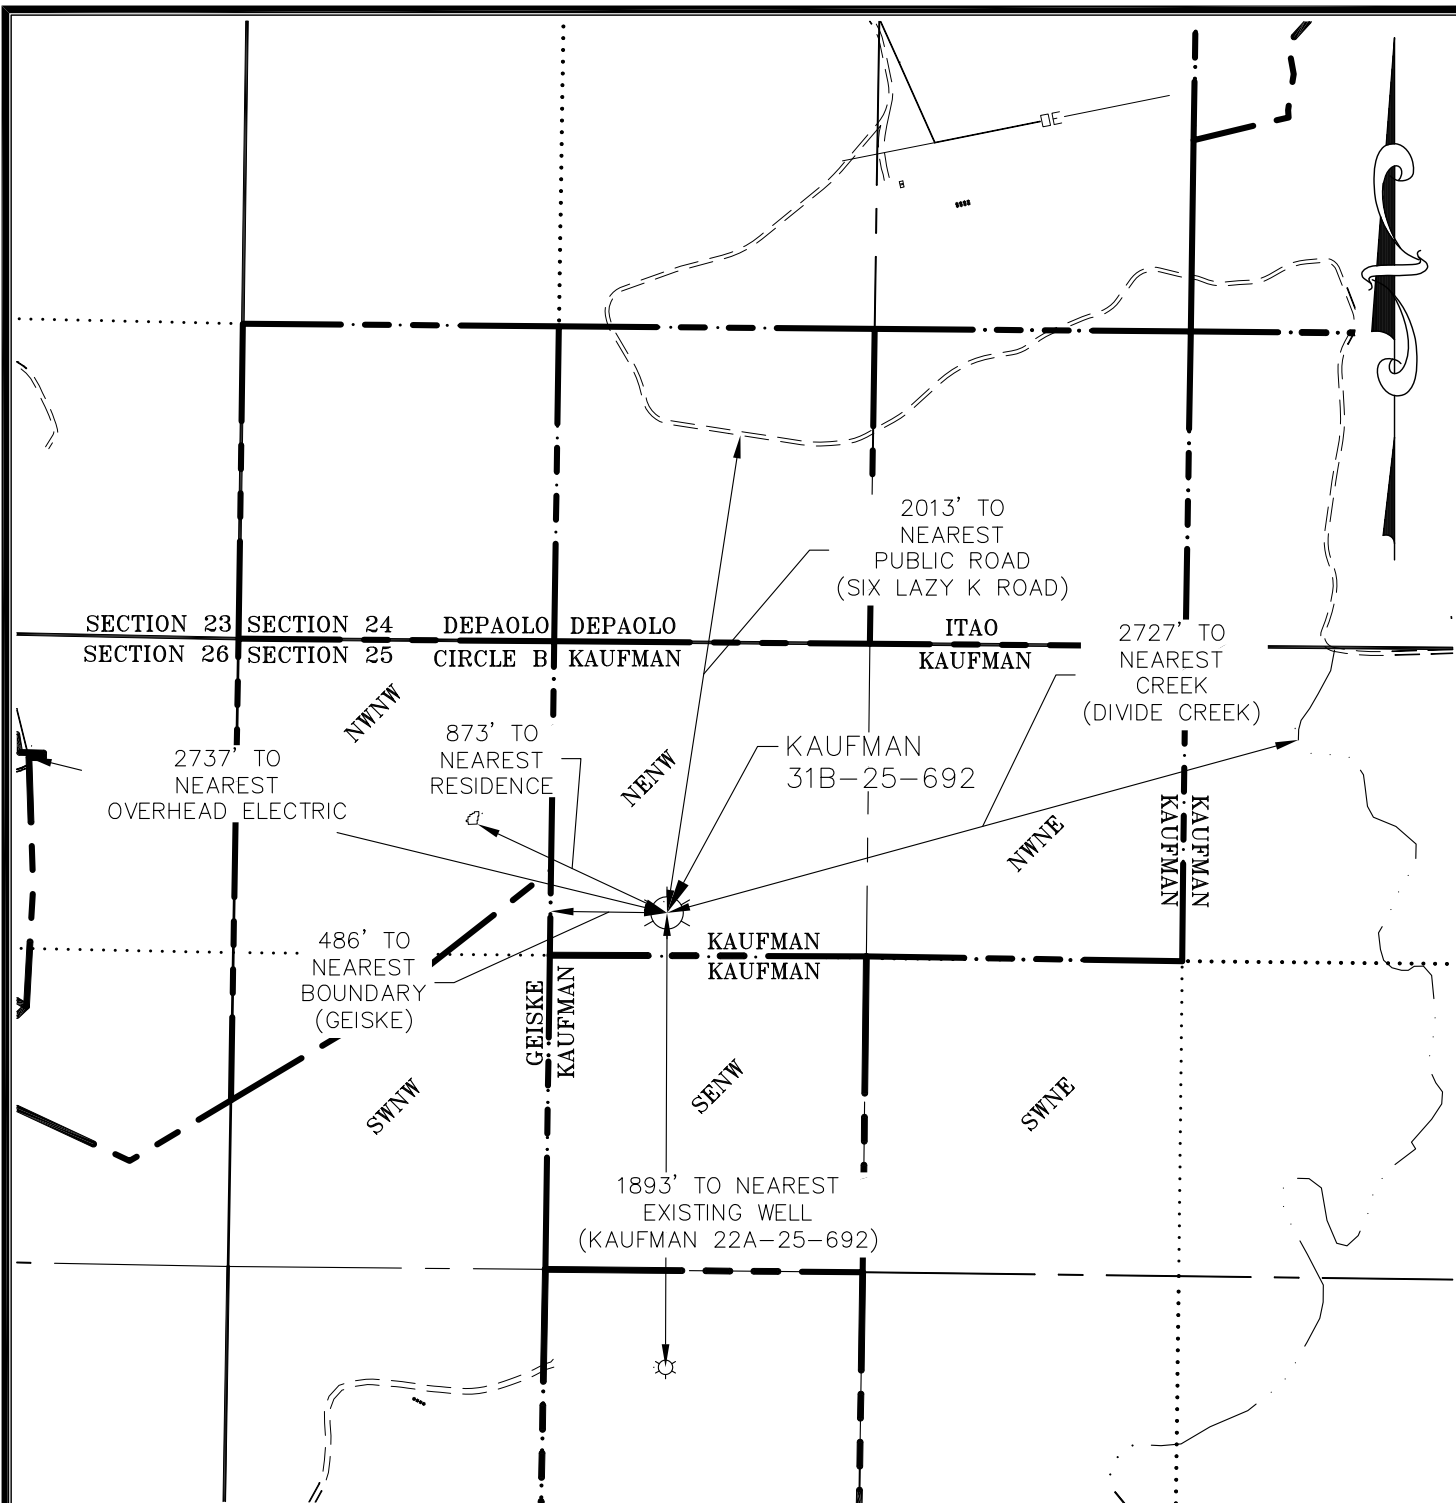 E
2013' TO
NEAREST
PUBLIC ROAD
(SIX LAZY K ROAD)
SECTION 23 SECTION 24
DEPAOLO DEPAOLO
ITAO
SECTION 26 SECTION 25
CIRCLE B KAUFMAN
KAUFMAN
2727' TO
NEAREST
CREEK
(DIVIDE CREEK)
NWNW
873' TO
NEAREST
RESIDENCE
2737' TO
NEAREST
OVERHEAD ELECTRIC
NENW
KAUFMAN
31B-25-692
NWNE
KAUFMAN
KAUFMAN
486' TO
NEAREST
BOUNDARY
(GEISKE)
KAUFMAN
KAUFMAN
GEISKE
KAUFMAN
SWNW
SENW
SWNE
1893' TO NEAREST
EXISTING WELL
(KAUFMAN 22A-25-692)